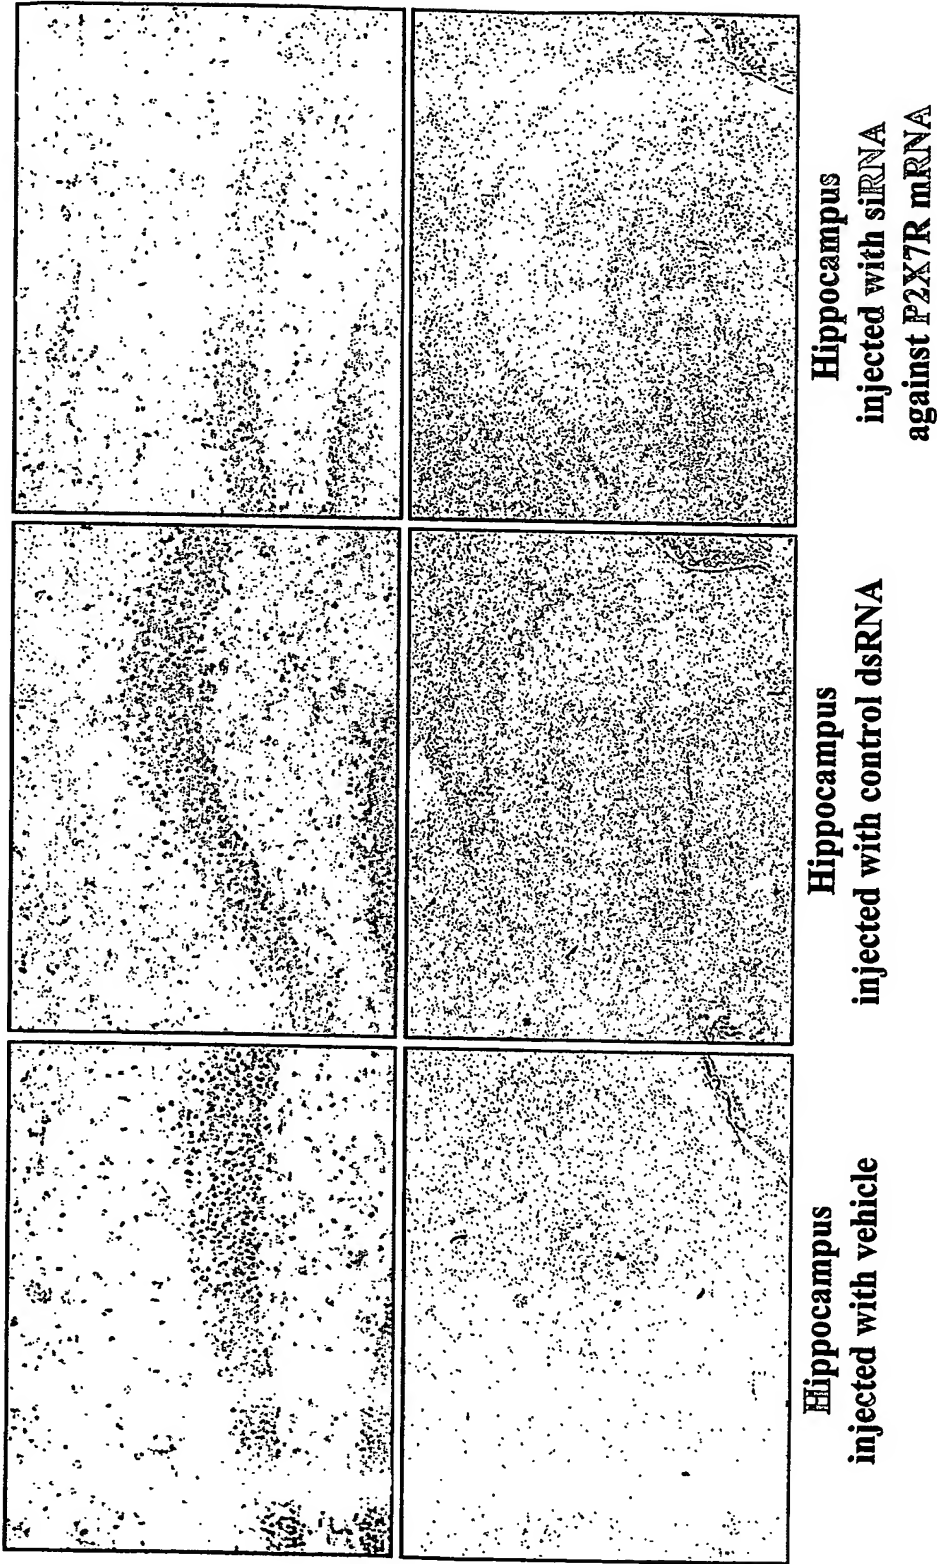 Hippocampus
injected with vehicle
Hippocampus
injected with control dsRNA
Hippocampus
injected with siRNA
against P2X7R mRNA